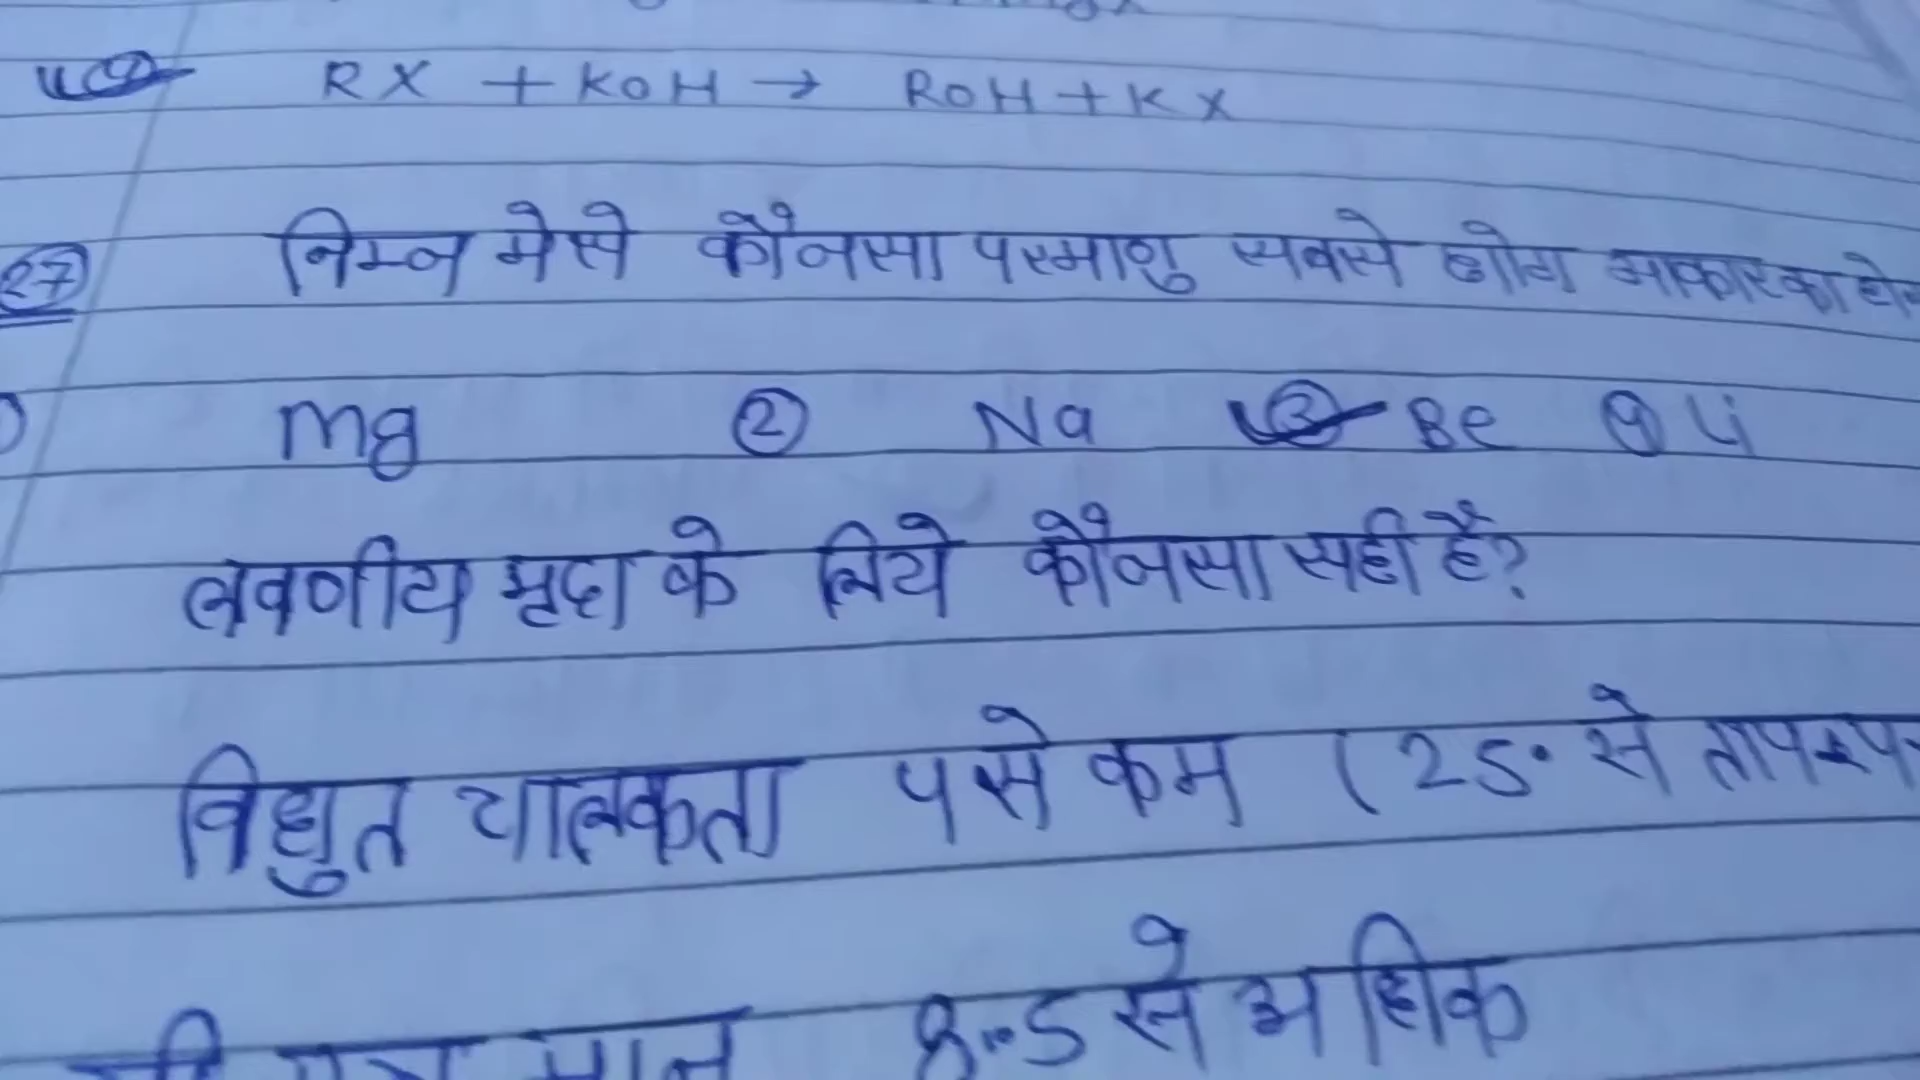 RX + KOH → ROH + KX
27 निम्न मेसे कौनसा परमाणु सबसे छोटा आकार का
Mg ② Na ③ Be ④ Li
लवणीय मृदा के लिये कौनसा सही है?
विधुत चालकता 4 से कम (25° से ताप
मान 8.5 से अधिक